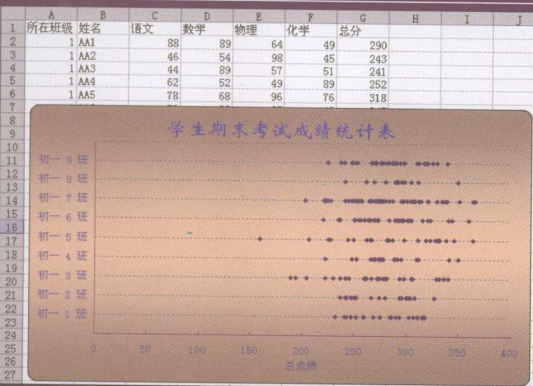 A B C D E F G H I J
1 所在班级 姓名 语文 数学 物理 化学 总分
2 1 AA1 88 89 64 49 290
3 1 AA2 46 54 98 45 243
4 1 AA3 44 89 57 51 241
5 1 AA4 62 52 49 89 252
6 1 AA5 78 68 96 76 318
7
8
9 学生期末考试成绩统计表
10
11 初一 9 班
12
13 初一 8 班
14 初一 7 班
15
16 初一 6 班
17 初一 5 班
18
19 初一 4 班
20 初一 3 班
21
22 初一 2 班
23 初一 1 班
24
25 0 50 100 150 200 250 300 350 400
26 总成绩
27